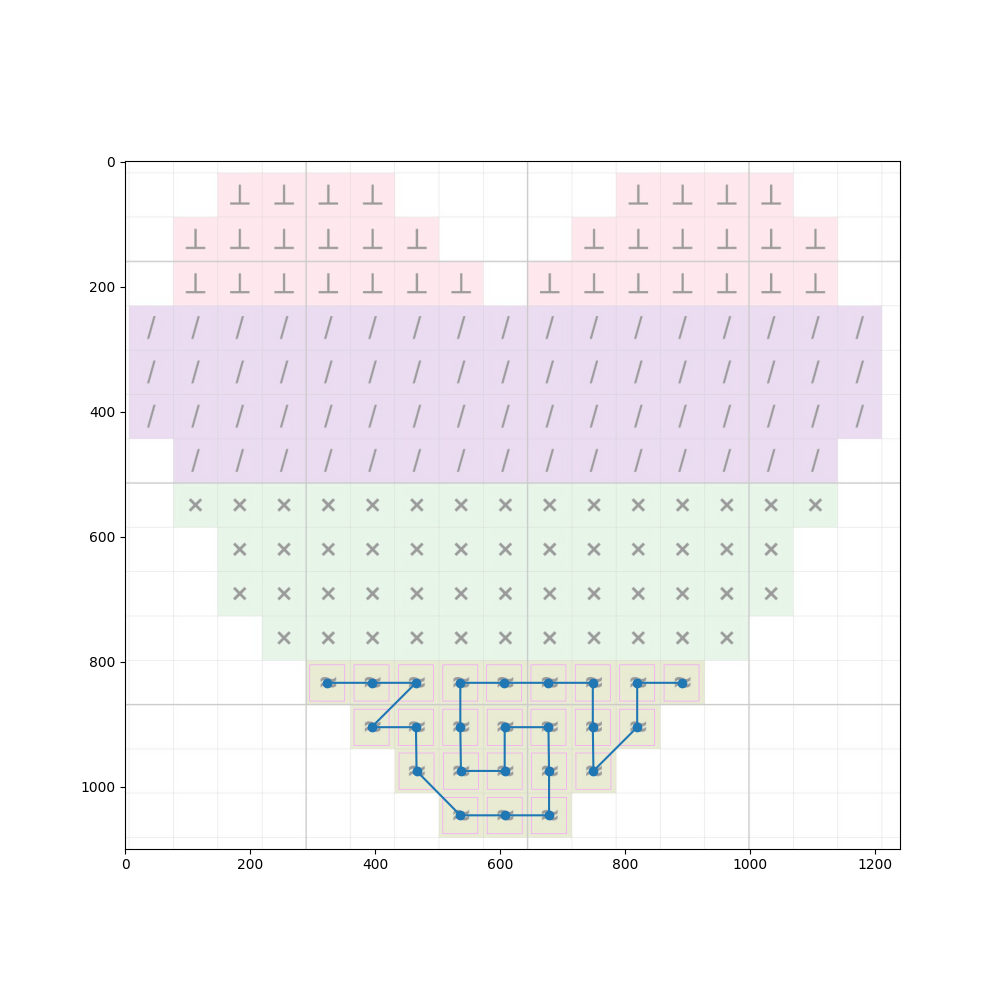 0
200
400
600
800
1000
0 200 400 600 800 1000 1200
⊥ ⊥ ⊥ ⊥ ⊥ ⊥ ⊥ ⊥
⊥ ⊥ ⊥ ⊥ ⊥ ⊥ ⊥ ⊥ ⊥ ⊥ ⊥ ⊥
⊥ ⊥ ⊥ ⊥ ⊥ ⊥ ⊥ ⊥ ⊥ ⊥ ⊥ ⊥ ⊥ ⊥
/ / / / / / / / / / / / / / / / /
/ / / / / / / / / / / / / / / / /
/ / / / / / / / / / / / / / / / /
/ / / / / / / / / / / / / / /
× × × × × × × × × × × × × × ×
× × × × × × × × × × × × ×
× × × × × × × × × × × × ×
× × × × × × × × × × ×